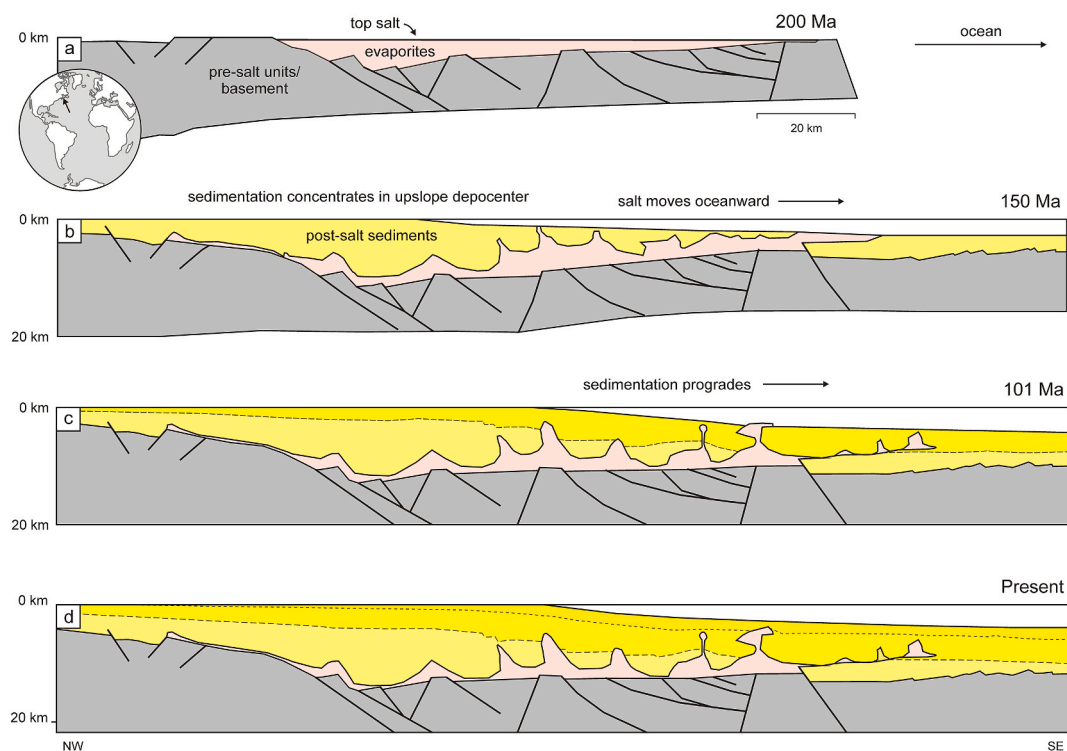 top salt
200 Ma
0 km
a
evaporites
ocean
pre-salt units/
basement
20 km
sedimentation concentrates in upslope depocenter
salt moves oceanward
150 Ma
0 km
b
post-salt sediments
20 km
sedimentation progrades
101 Ma
0 km
c
20 km
Present
0 km
d
20 km
NW
SE